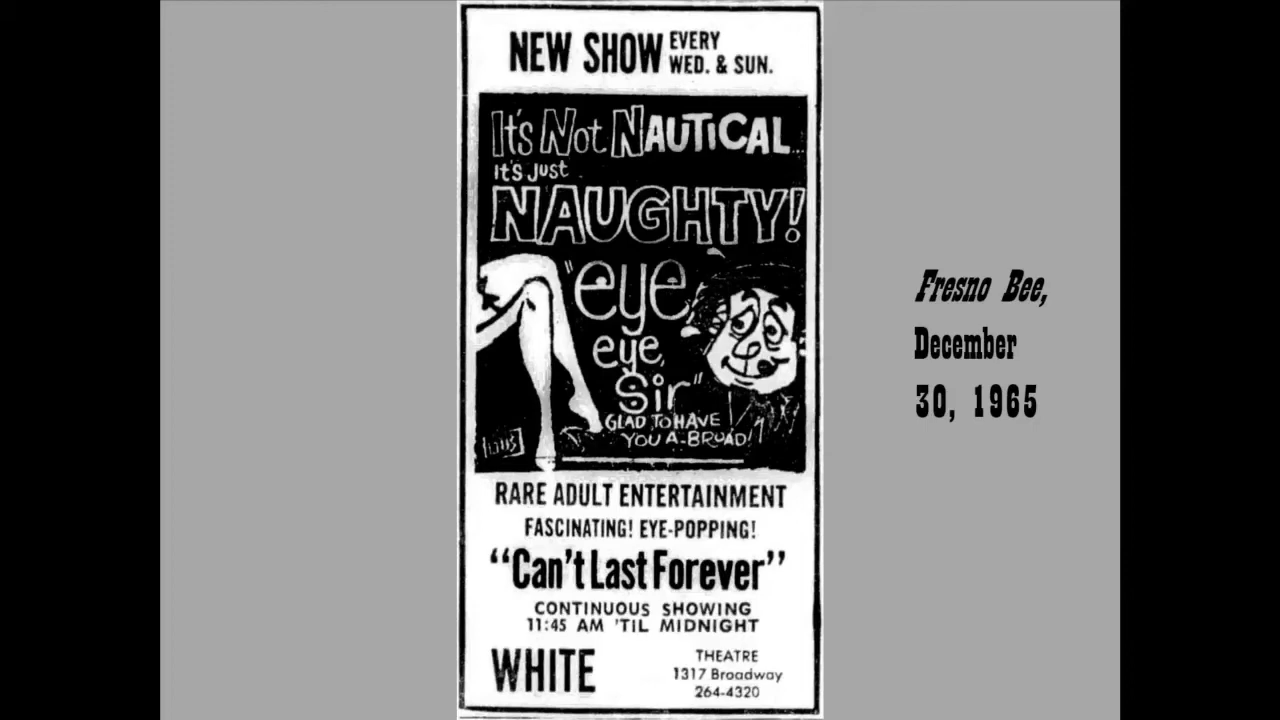 NEW SHOW EVERY WED. & SUN.
It's Not NAUTICAL...
It's Just
NAUGHTY!
"eye
eye,
Sir"
GLAD TO HAVE
YOU A-BROAD!
RARE ADULT ENTERTAINMENT
FASCINATING! EYE-POPPING!
"Can't Last Forever"
CONTINUOUS SHOWING
11:45 AM 'TIL MIDNIGHT
WHITE
THEATRE
1317 Broadway
264-4320
Fresno Bee,
December
30, 1965